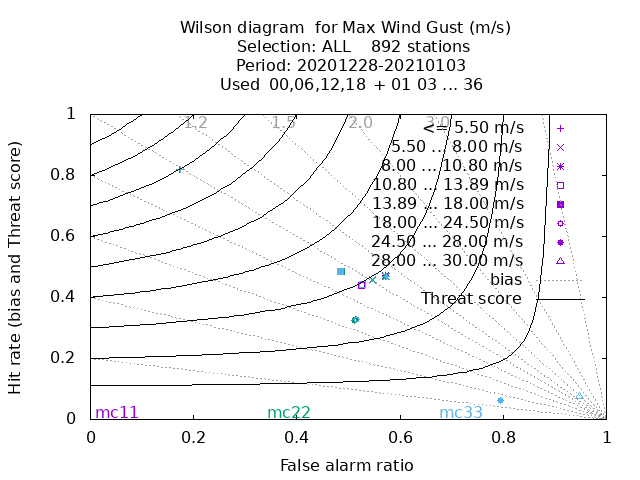 Wilson diagram for Max Wind Gust (m/s)
Selection: ALL 892 stations
Period: 20201228-20210103
Used 00,06,12,18 + 01 03 ... 36
Hit rate (bias and Threat score)
1
0.8
0.6
0.4
0.2
0
1.2 1.5 2.0 3.0
<= 5.50 m/s
5.50 ... 8.00 m/s
8.00 ... 10.80 m/s
10.80 ... 13.89 m/s
13.89 ... 18.00 m/s
18.00 ... 24.50 m/s
24.50 ... 28.00 m/s
28.00 ... 30.00 m/s
bias
Threat score
mc11 mc22 mc33
0 0.2 0.4 0.6 0.8 1
False alarm ratio